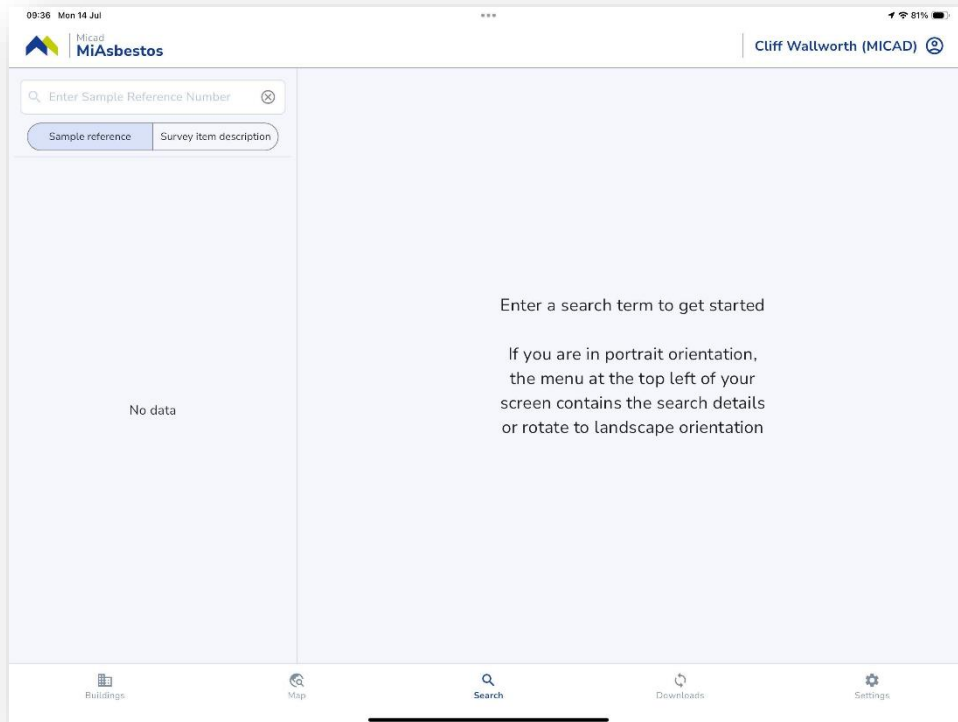 09:36 Mon 14 Jul
81%
Micad
MiAsbestos
Cliff Wallworth (MICAD)
Enter Sample Reference Number
Sample reference
Survey item description
No data
Enter a search term to get started
If you are in portrait orientation,
the menu at the top left of your
screen contains the search details
or rotate to landscape orientation
Buildings
Map
Search
Downloads
Settings